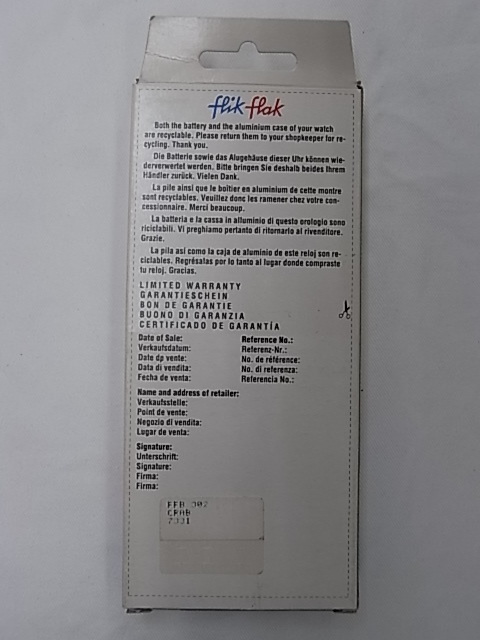 flik flak
Both the battery and the aluminium case of your watch
are recyclable. Please return them to your shopkeeper for re-
cycling. Thank you.
Die Batterie sowie das Alugehäuse dieser Uhr können wie-
derverwertet werden. Bitte bringen Sie deshalb beides Ihrem
Händler zurück. Vielen Dank.
La pile ainsi que le boîtier en aluminium de cette montre
sont recyclables. Veuillez donc les ramener chez votre con-
cessionnaire. Merci beaucoup.
La batteria e la cassa in alluminio di questo orologio sono
riciclabili. Vi preghiamo pertanto di ritornarlo al rivenditore.
Grazie.
La pila así como la caja de aluminio de este reloj son re-
ciclables. Regrésalas por lo tanto al lugar donde compraste
tu reloj. Gracias.
LIMITED WARRANTY
GARANTIESCHEIN
BON DE GARANTIE
BUONO DI GARANZIA
CERTIFICADO DE GARANTÍA
Date of Sale: Reference No.:
Verkaufsdatum: Referenz-Nr.:
Date dp vente: No. de référence:
Data di vendita: No. di referenza:
Fecha de venta: Referencia No.:
Name and address of retailer:
Verkaufsstelle:
Point de vente:
Negozio di vendita:
Lugar de venta:
Signature:
Unterschrift:
Signature:
Firma:
Firma:
FFB 002
CRAB
7331